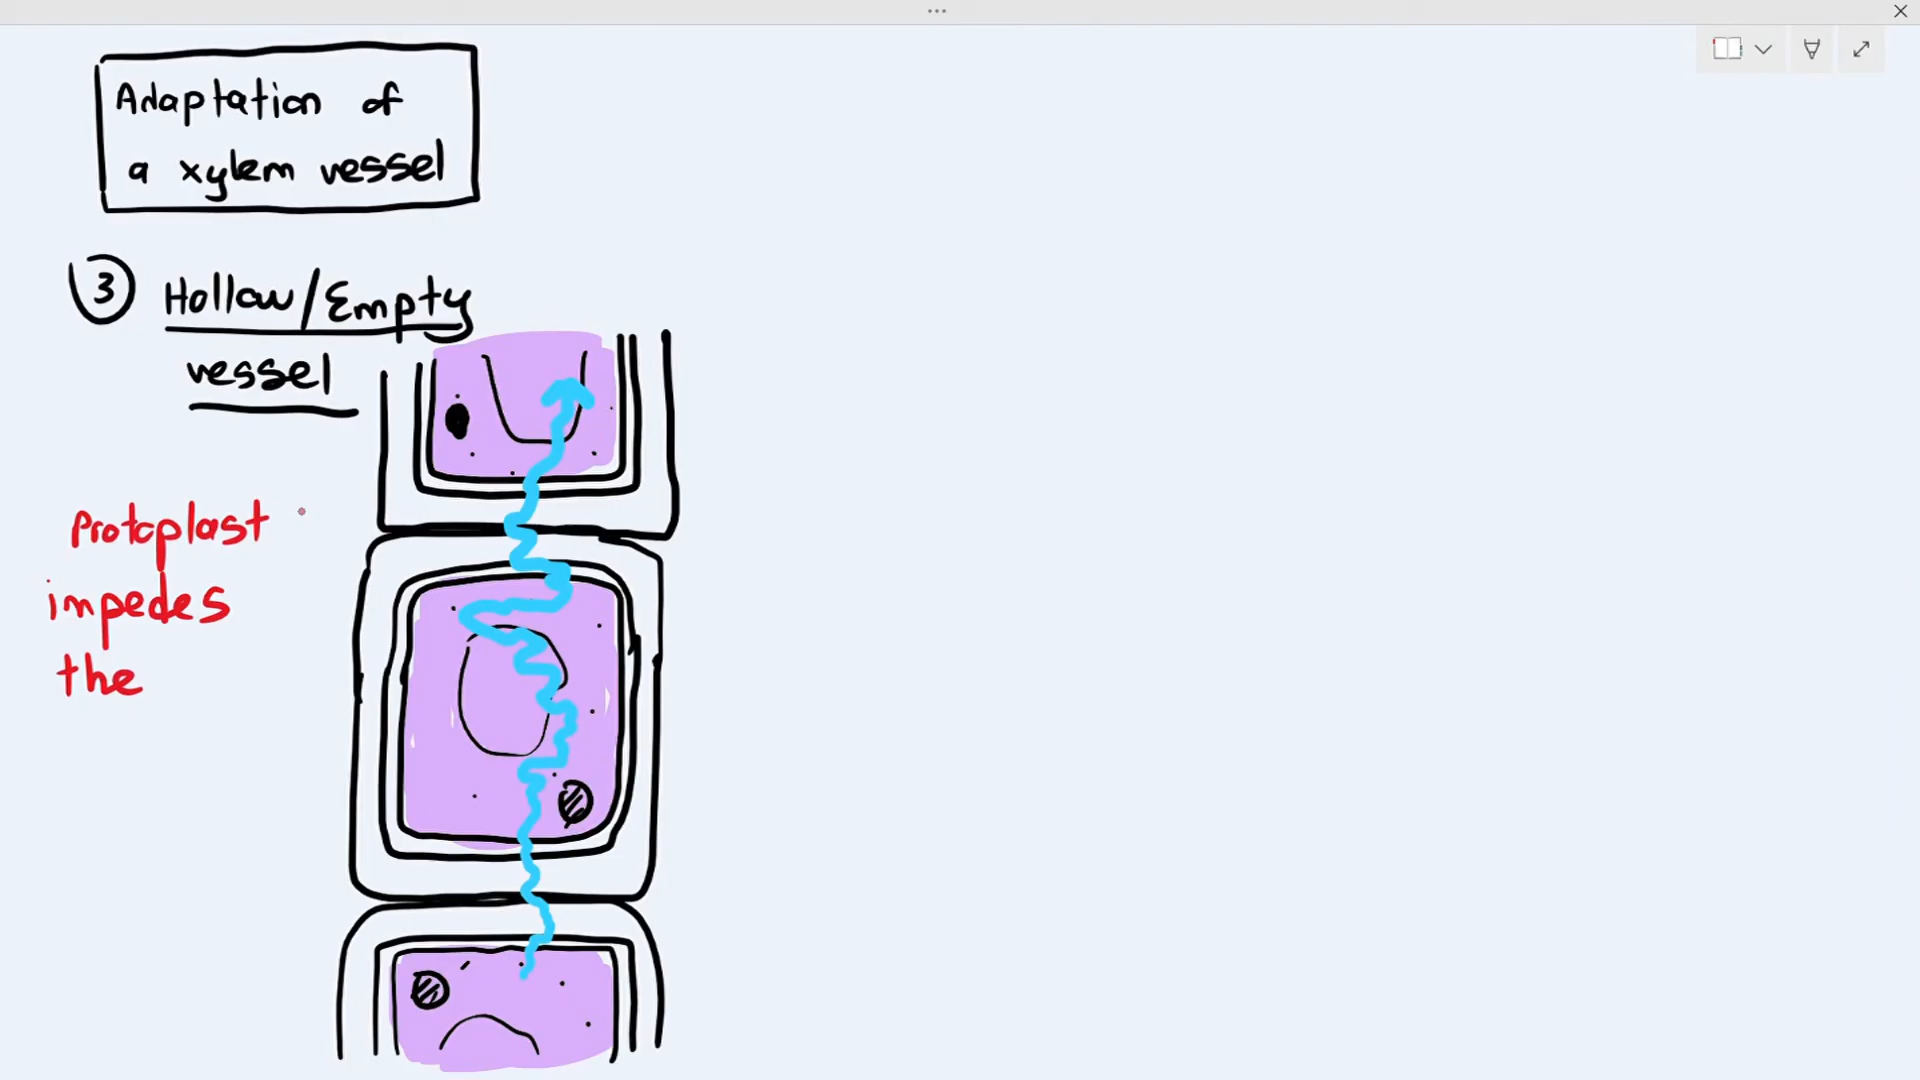 Adaptation of
a xylem vessel
3 Hollow/Empty
vessel
Protoplast
impedes
the